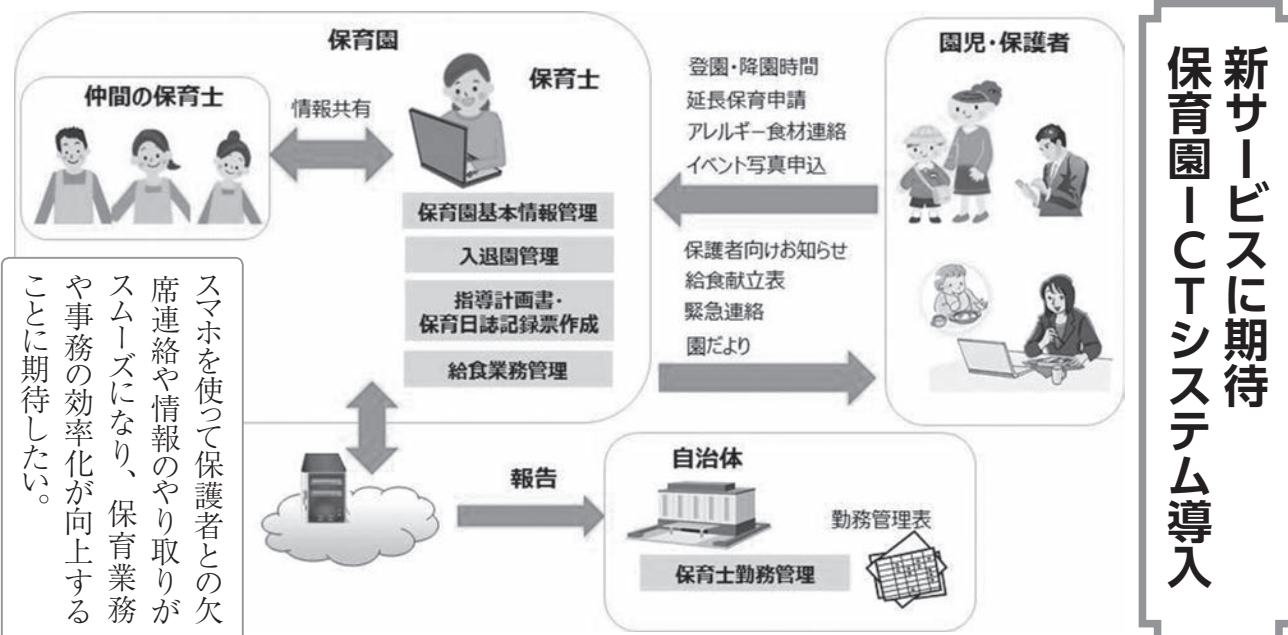 新サービスに期待
保育園ICTシステム導入
保育園
仲間の保育士
情報共有
保育士
保育園基本情報管理
入退園管理
指導計画書・
保育日誌記録票作成
給食業務管理
登園・降園時間
延長保育申請
アレルギー食材連絡
イベント写真申込
保護者向けお知らせ
給食献立表
緊急連絡
園だより
園児・保護者
報告
自治体
勤務管理表
保育士勤務管理
スマホを使って保護者との欠
席連絡や情報のやり取りが
スムーズになり、保育業務
や事務の効率化が向上する
ことに期待したい。